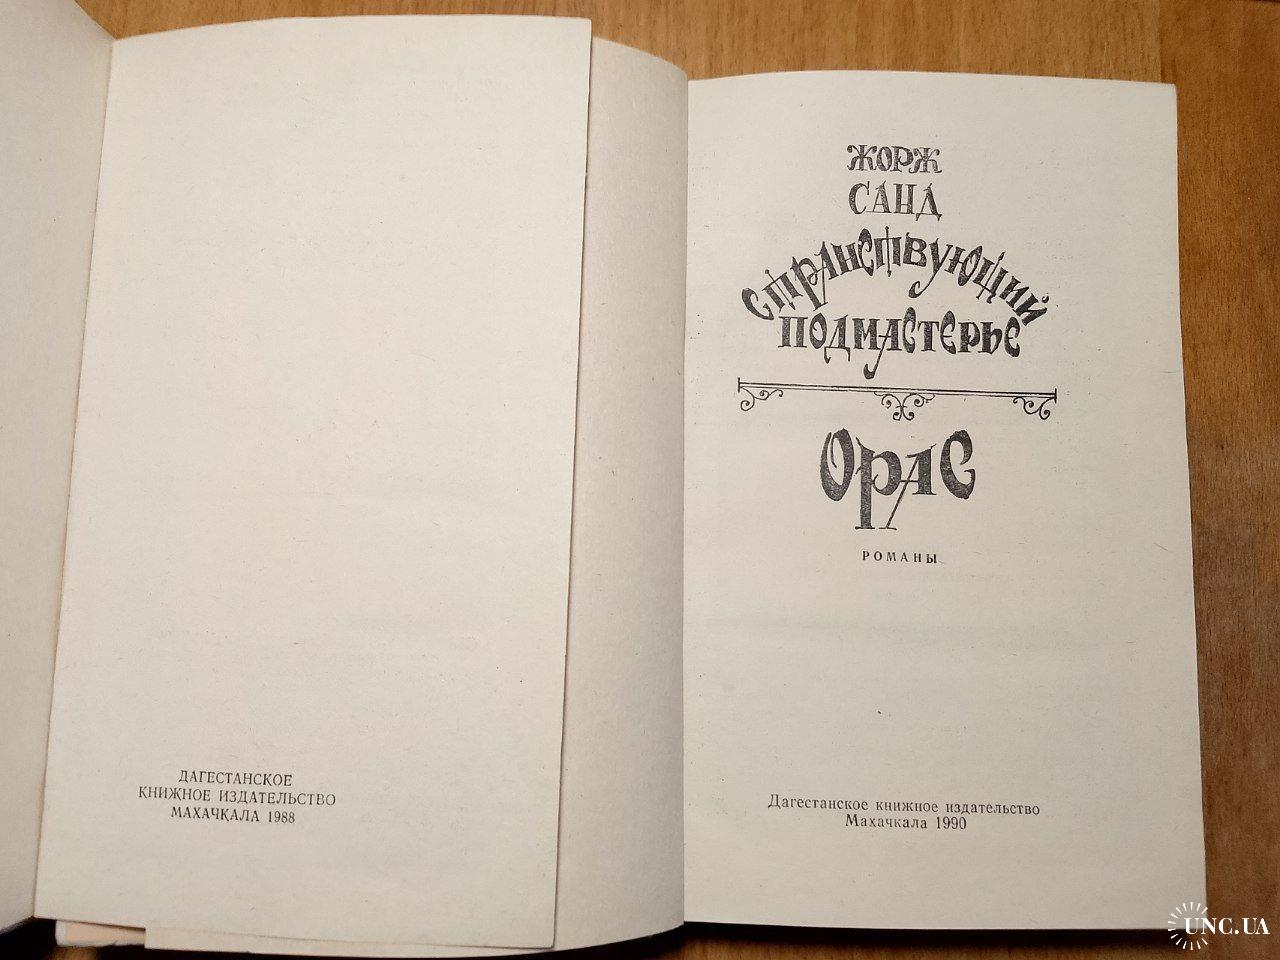 ДАГЕСТАНСКОЕ
КНИЖНОЕ ИЗДАТЕЛЬСТВО
МАХАЧКАЛА 1988
ЖОРЖ
САНД
СТРАНСТВУЮЩИЙ
ПОДМАСТЕРЬЕ
ОРАС
РОМАНЫ
Дагестанское книжное издательство
Махачкала 1990
UNC.UA